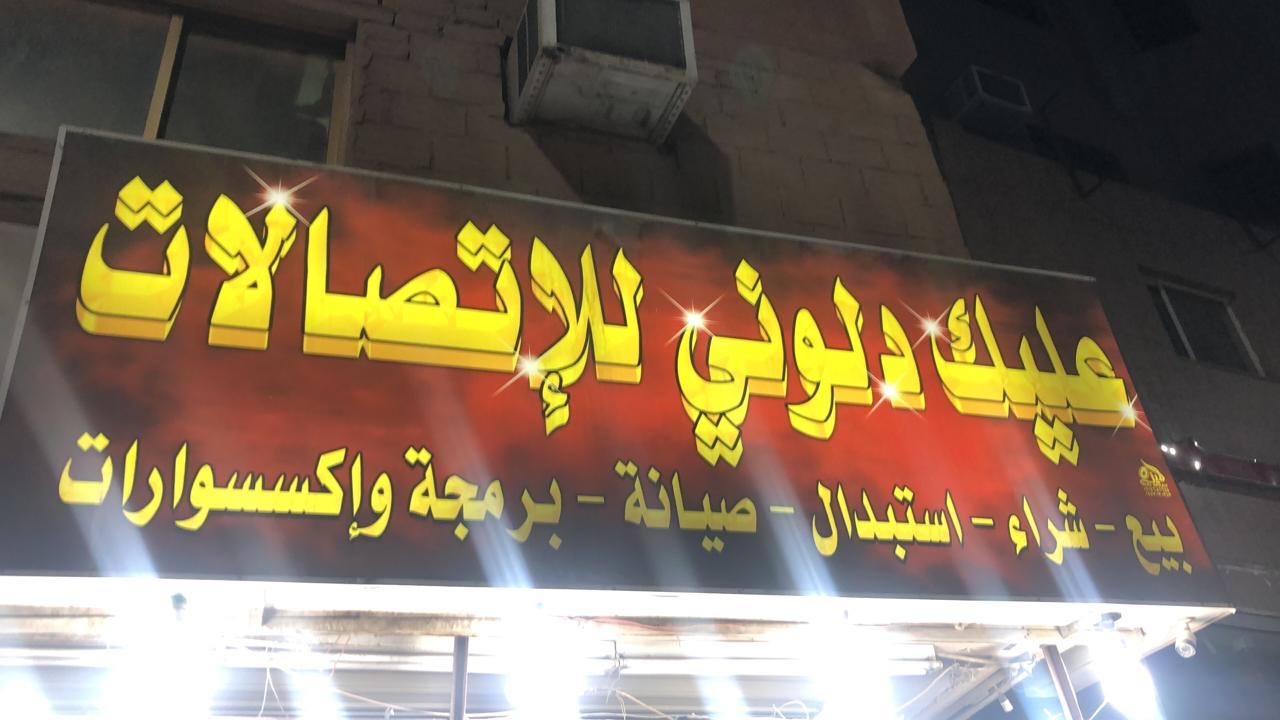 عليك دلوني للإتصالات
بيع - شراء - استبدال - صيانة - برمجة وإكسسوارات